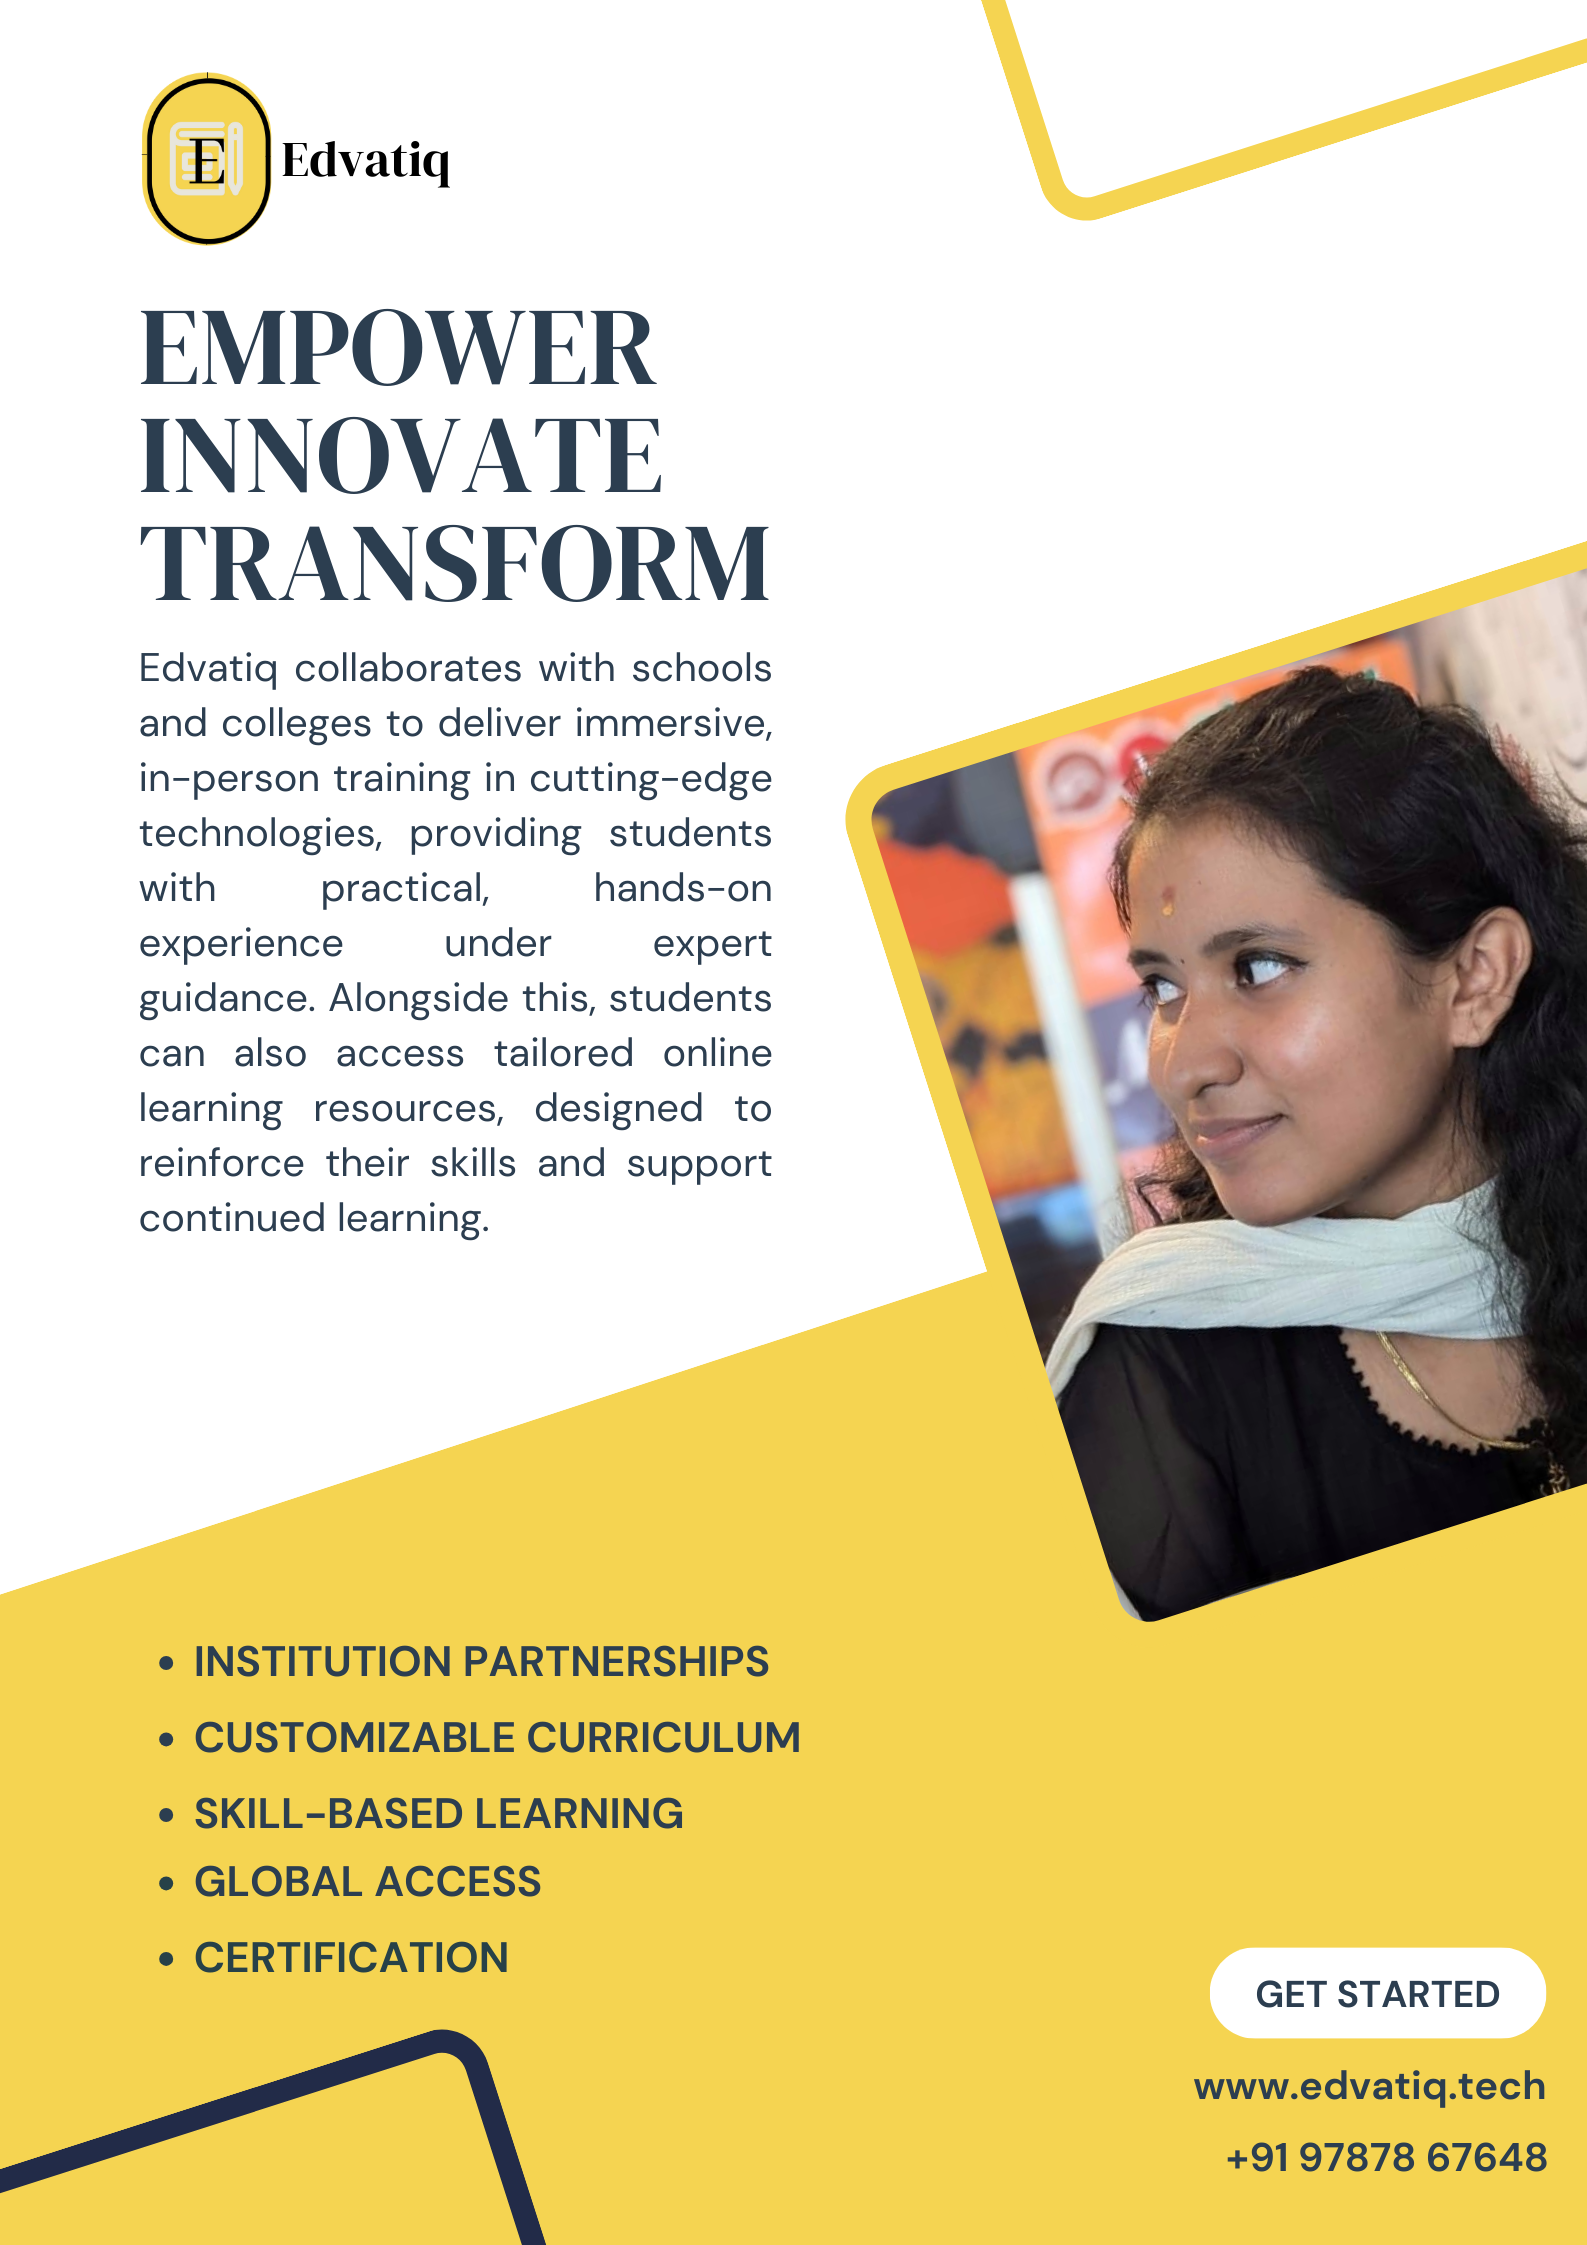 E
Edvatiq
EMPOWER
INNOVATE
TRANSFORM
Edvatiq collaborates with schools
and colleges to deliver immersive,
in-person training in cutting-edge
technologies, providing students
with practical, hands-on
experience under expert
guidance. Alongside this, students
can also access tailored online
learning resources, designed to
reinforce their skills and support
continued learning.
• INSTITUTION PARTNERSHIPS
• CUSTOMIZABLE CURRICULUM
• SKILL-BASED LEARNING
• GLOBAL ACCESS
• CERTIFICATION
GET STARTED
www.edvatiq.tech
+91 97878 67648